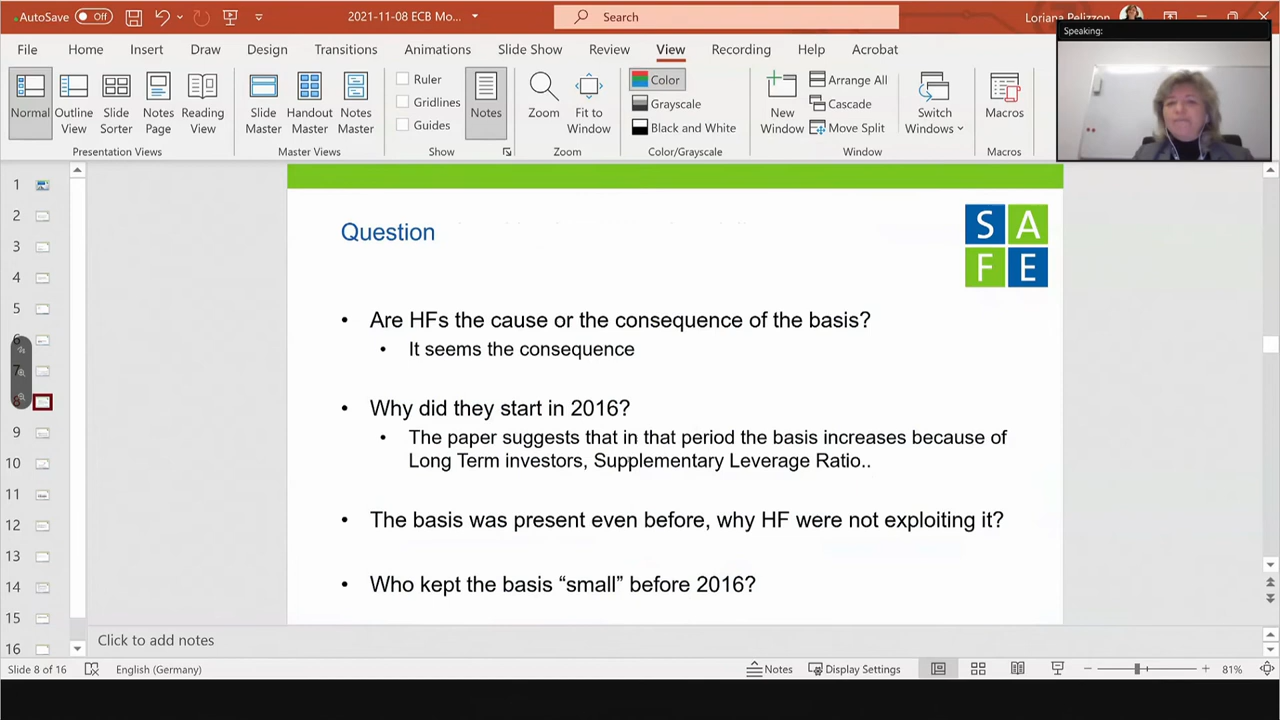 AutoSave Off 2021-11-08 ECB Mo... Search Loriana Pelizzon
Speaking:
File Home Insert Draw Design Transitions Animations Slide Show Review View Recording Help Acrobat
Normal Outline View Slide Sorter Notes Page Reading View
Presentation Views
Slide Master Handout Master Notes Master
Master Views
Ruler
Gridlines
Guides
Notes
Show
Zoom Fit to Window
Zoom
Color
Grayscale
Black and White
Color/Grayscale
New Window
Arrange All
Cascade
Move Split
Switch Windows
Window
Macros
Macros
1
2
3
4
5
6
7
8
9
10
11
12
13
14
15
16
Question
S A
F E
• Are HFs the cause or the consequence of the basis?
• It seems the consequence
• Why did they start in 2016?
• The paper suggests that in that period the basis increases because of
Long Term investors, Supplementary Leverage Ratio..
• The basis was present even before, why HF were not exploiting it?
• Who kept the basis “small” before 2016?
Click to add notes
Slide 8 of 16 English (Germany) Notes Display Settings 81%